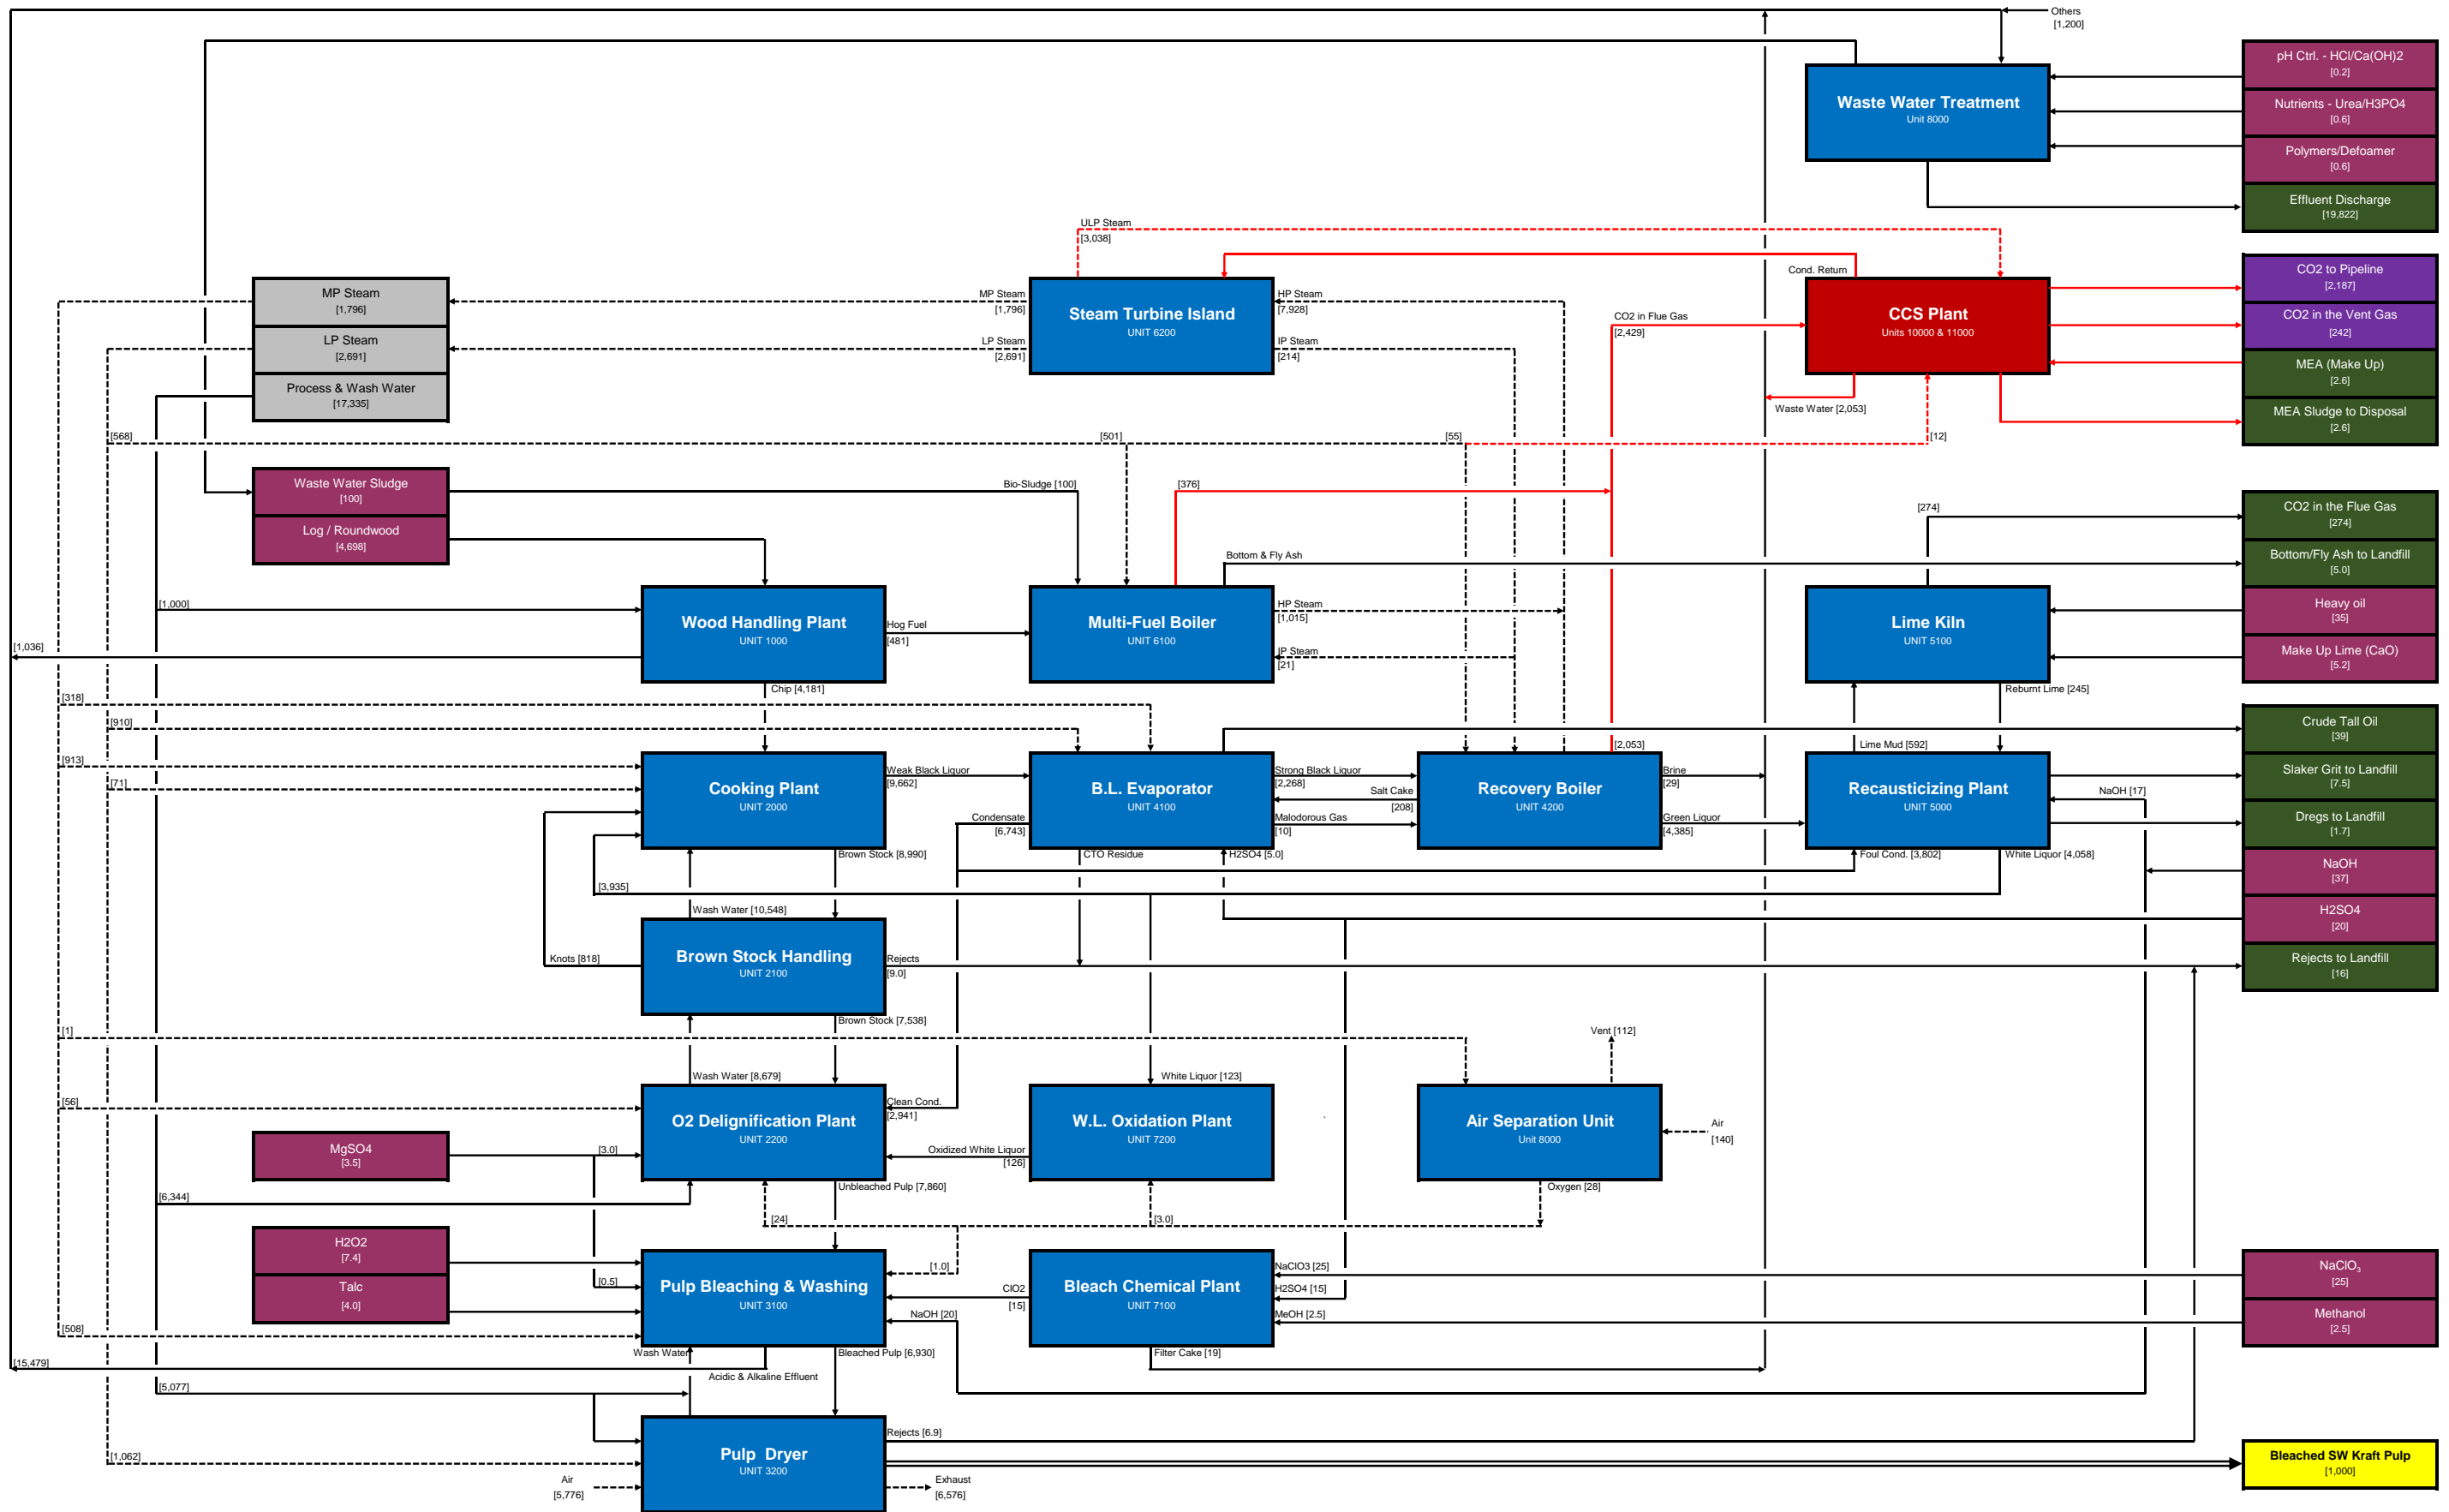 Others
[1,200]
pH Ctrl. - HCl/Ca(OH)2
[0.2]
Waste Water Treatment
Unit 8000
Nutrients - Urea/H3PO4
[0.6]
Polymers/Defoamer
[0.6]
Effluent Discharge
[19,822]
ULP Steam
[3,038]
MP Steam
[1,796]
LP Steam
[2,691]
Process & Wash Water
[17,335]
MP Steam
[1,796]
LP Steam
[2,691]
Steam Turbine Island
UNIT 6200
HP Steam
[7,928]
IP Steam
[214]
Cond. Return
CO2 in Flue Gas
[2,429]
CCS Plant
Units 10000 & 11000
Waste Water [2,053]
CO2 to Pipeline
[2,187]
CO2 in the Vent Gas
[242]
MEA (Make Up)
[2.6]
MEA Sludge to Disposal
[2.6]
[568]
[501]
[55]
[12]
Waste Water Sludge
[100]
Log / Roundwood
[4,698]
Bio-Sludge [100]
[376]
[274]
CO2 in the Flue Gas
[274]
Bottom & Fly Ash
Bottom/Fly Ash to Landfill
[5.0]
Heavy oil
[35]
Make Up Lime (CaO)
[5.2]
[1,000]
[1,036]
Wood Handling Plant
UNIT 1000
Hog Fuel
[481]
Multi-Fuel Boiler
UNIT 6100
HP Steam
[1,015]
IP Steam
[21]
Lime Kiln
UNIT 5100
Chip [4,181]
Reburnt Lime [245]
[318]
[910]
[913]
[71]
Cooking Plant
UNIT 2000
Weak Black Liquor
[9,662]
Condensate
[6,743]
B.L. Evaporator
UNIT 4100
Strong Black Liquor
[2,268]
Salt Cake
[208]
Malodorous Gas
[10]
[2,053]
Recovery Boiler
UNIT 4200
Brine
[29]
Green Liquor
[4,385]
Lime Mud [592]
Recausticizing Plant
UNIT 5000
NaOH [17]
Crude Tall Oil
[39]
Slaker Grit to Landfill
[7.5]
Dregs to Landfill
[1.7]
NaOH
[37]
H2SO4
[20]
Rejects to Landfill
[16]
Brown Stock [8,990]
CTO Residue
H2SO4 [5.0]
Foul Cond. [3,802]
White Liquor [4,058]
[3,935]
Wash Water [10,548]
Knots [818]
Brown Stock Handling
UNIT 2100
Rejects
[9.0]
Brown Stock [7,538]
[1]
Vent [112]
Wash Water [8,679]
White Liquor [123]
[56]
O2 Delignification Plant
UNIT 2200
Clean Cond.
[2,941]
Oxidized White Liquor
[126]
W.L. Oxidation Plant
UNIT 7200
Air Separation Unit
Unit 8000
Air
[140]
MgSO4
[3.5]
[3.0]
[6,344]
Unbleached Pulp [7,860]
Oxygen [28]
[24]
[3.0]
H2O2
[7.4]
Talc
[4.0]
[0.5]
[508]
Pulp Bleaching & Washing
UNIT 3100
[1.0]
ClO2
[15]
NaOH [20]
Bleach Chemical Plant
UNIT 7100
NaClO3 [25]
H2SO4 [15]
MeOH [2.5]
NaClO₃
[25]
Methanol
[2.5]
[15,479]
Wash Water
Bleached Pulp [6,930]
Filter Cake [19]
Acidic & Alkaline Effluent
[5,077]
[1,062]
Pulp Dryer
UNIT 3200
Rejects [6.9]
Air
[5,776]
Exhaust
[6,576]
Bleached SW Kraft Pulp
[1,000]